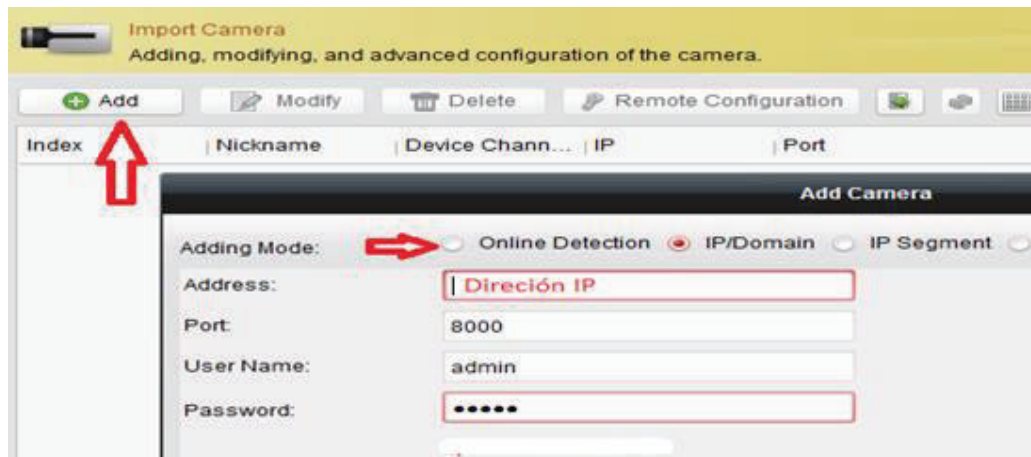 Import Camera
Adding, modifying, and advanced configuration of the camera.
Add Modify Delete Remote Configuration
Index Nickname Device Chann... IP Port
Add Camera
Adding Mode: Online Detection IP/Domain IP Segment
Address: Direción IP
Port: 8000
User Name: admin
Password: •••••